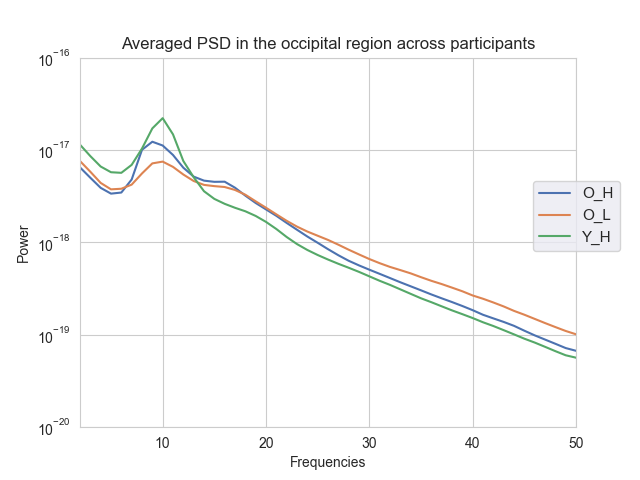 Averaged PSD in the occipital region across participants
10⁻¹⁶
10⁻¹⁷
10⁻¹⁸
10⁻¹⁹
10⁻²⁰
Power
O_H
O_L
Y_H
10 20 30 40 50
Frequencies